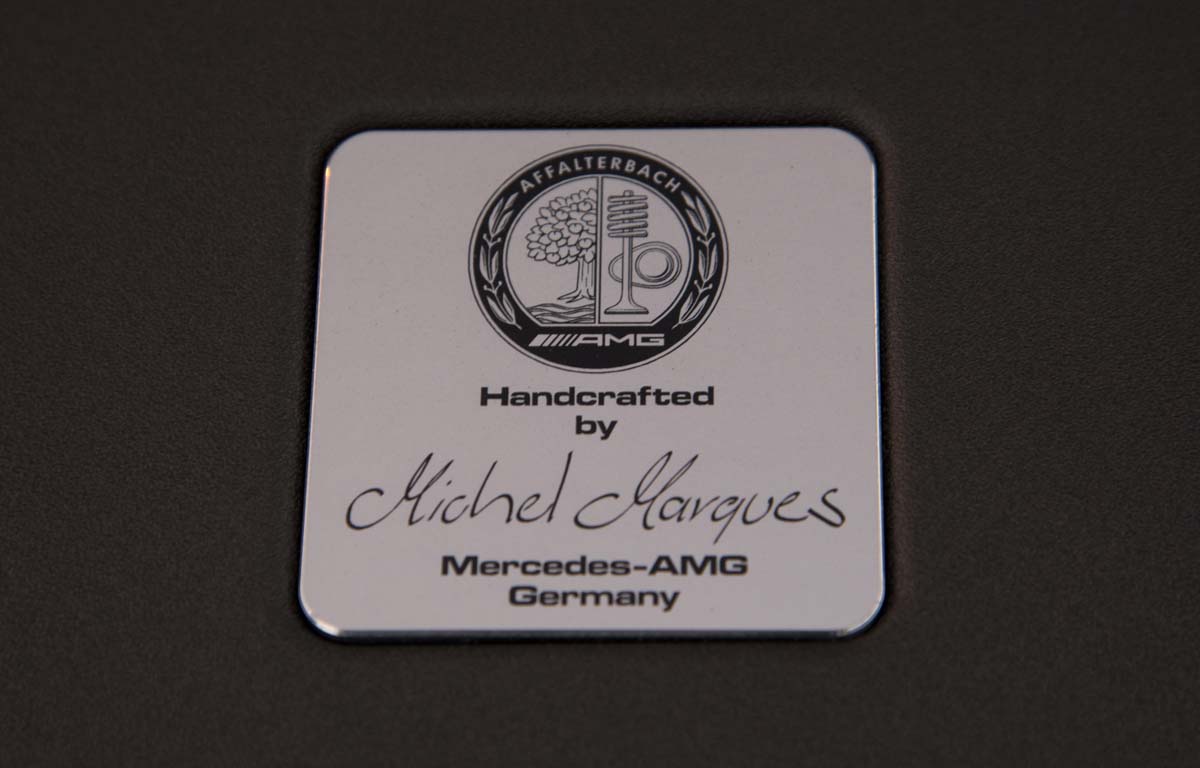 AFFALTERBACH
AMG
Handcrafted
by
Michel Marques
Mercedes-AMG
Germany